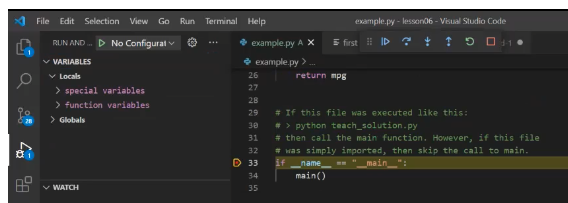 File Edit Selection View Go Run Terminal Help example.py - lesson06 - Visual Studio Code
RUN AND ... No Configurat ... example.py A first
VARIABLES example.py > ...
Locals 26 return mpg
> special variables 27
> function variables 28
> Globals 29 # If this file was executed like this:
30 # > python teach_solution.py
31 # then call the main function. However, if this file
28 32 # was simply imported, then skip the call to main.
1 33 if __name__ == "__main__":
WATCH 34 main()
35